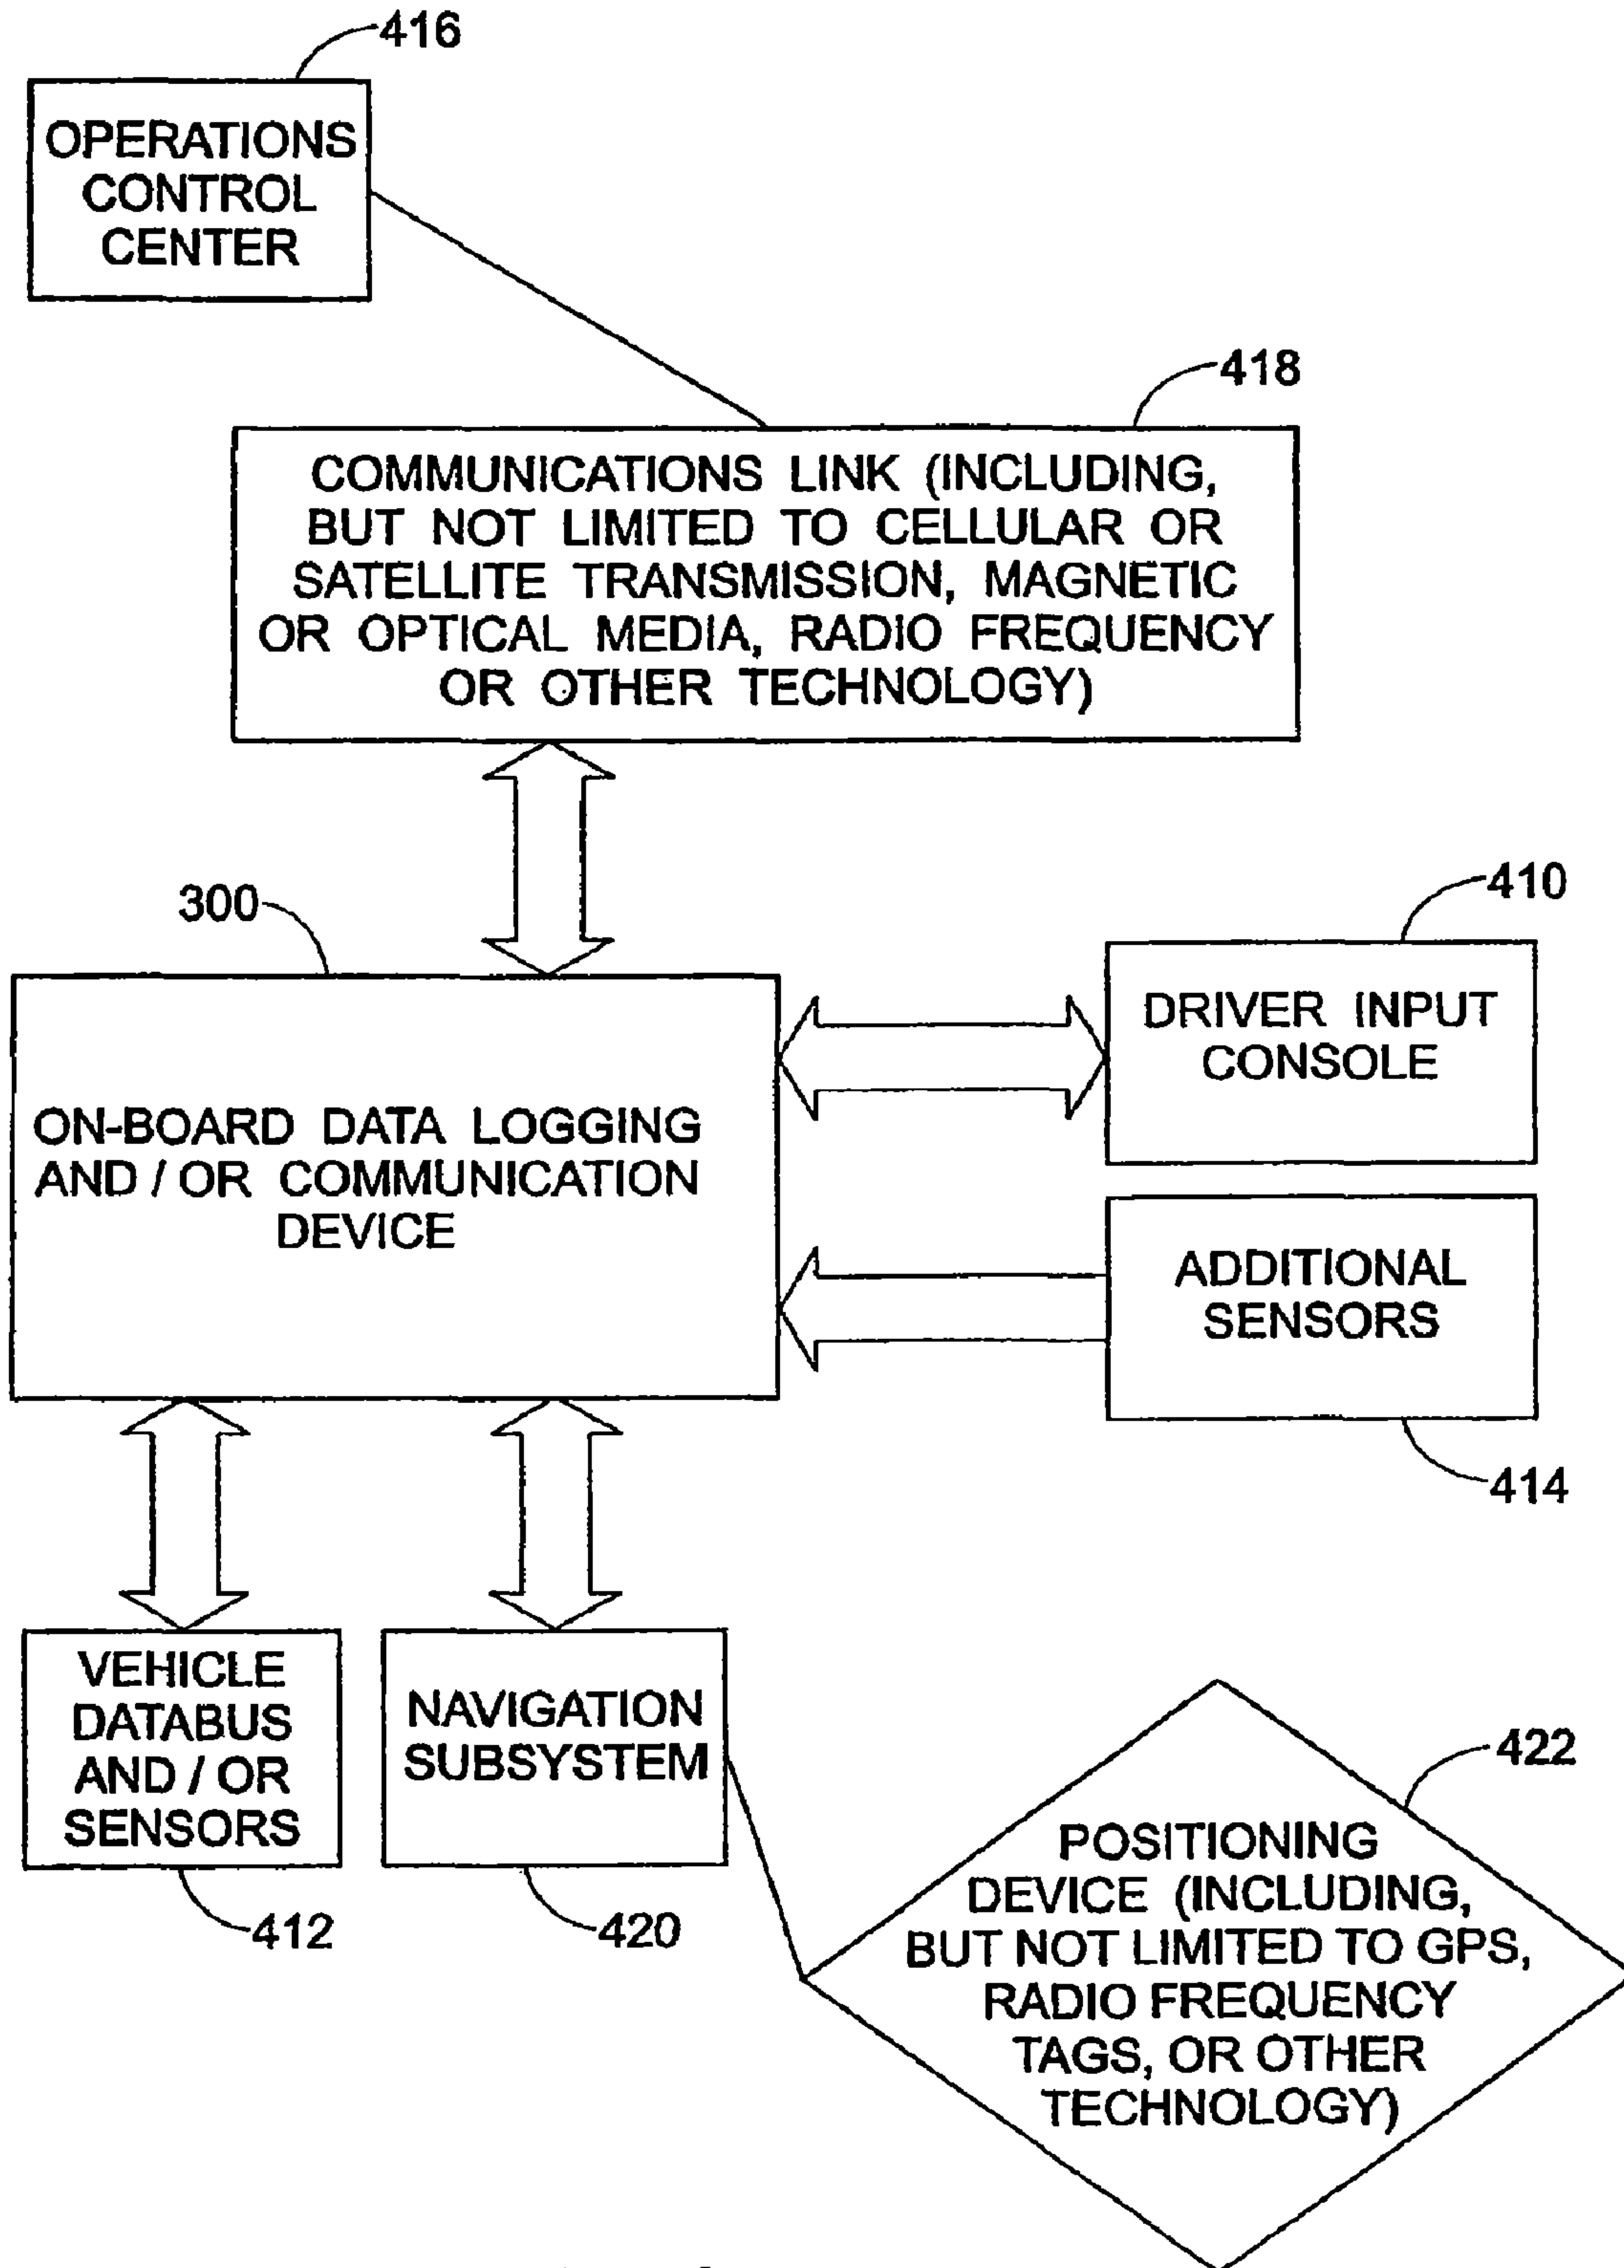 416
OPERATIONS
CONTROL
CENTER
418
COMMUNICATIONS LINK (INCLUDING,
BUT NOT LIMITED TO CELLULAR OR
SATELLITE TRANSMISSION, MAGNETIC
OR OPTICAL MEDIA, RADIO FREQUENCY
OR OTHER TECHNOLOGY)
300
410
DRIVER INPUT
CONSOLE
ON-BOARD DATA LOGGING
AND / OR COMMUNICATION
DEVICE
ADDITIONAL
SENSORS
414
VEHICLE
DATABUS
AND / OR
SENSORS
412
NAVIGATION
SUBSYSTEM
420
422
POSITIONING
DEVICE (INCLUDING,
BUT NOT LIMITED TO GPS,
RADIO FREQUENCY
TAGS, OR OTHER
TECHNOLOGY)